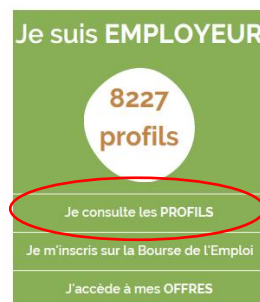 Je suis EMPLOYEUR
8227
profils
Je consulte les PROFILS
Je m'inscris sur la Bourse de l'Emploi
J'accède à mes OFFRES